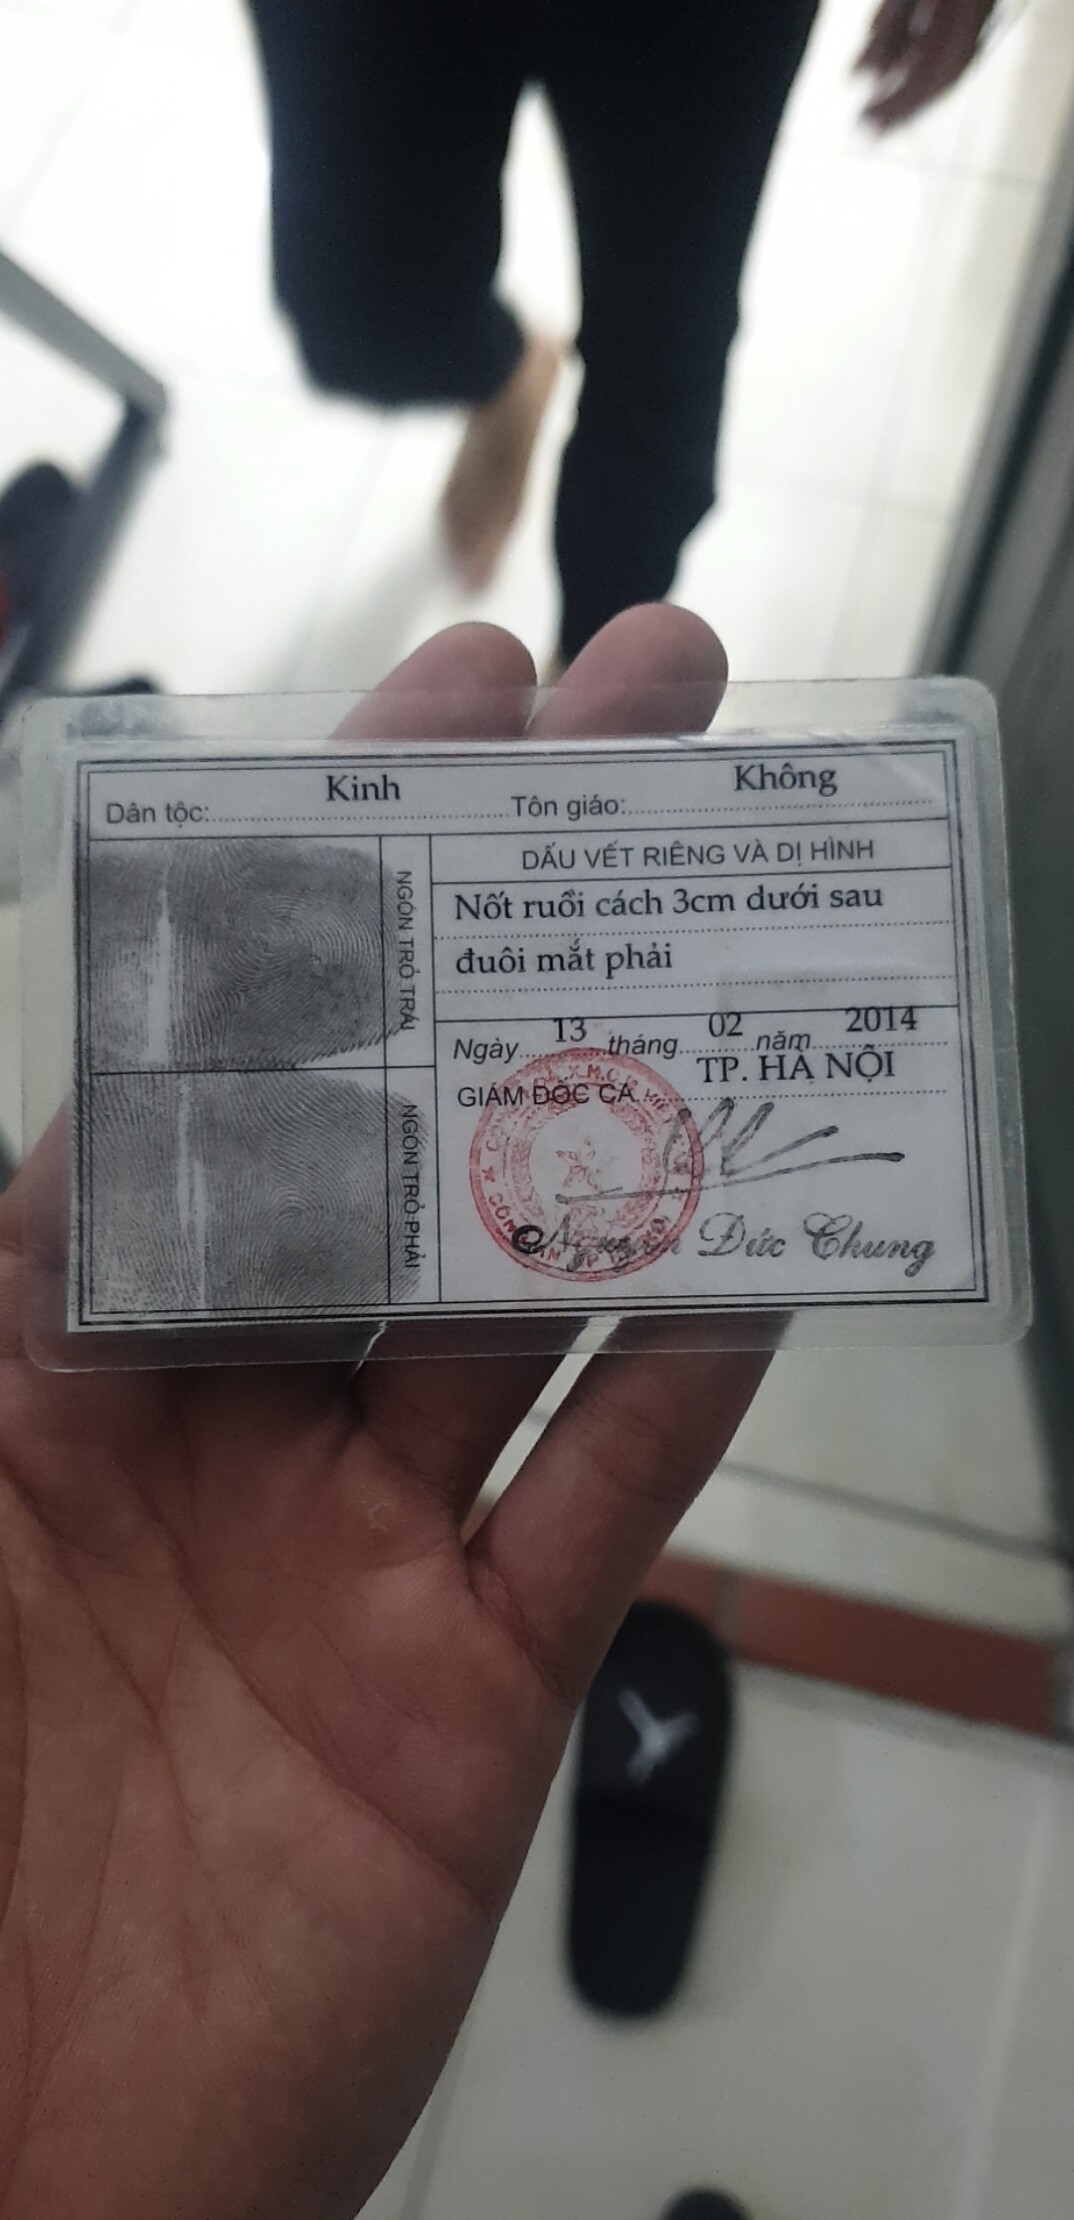 Dân tộc: Kinh Tôn giáo: Không
NGÓN TRỎ TRÁI
NGÓN TRỎ PHẢI
DẤU VẾT RIÊNG VÀ DỊ HÌNH
Nốt ruồi cách 3cm dưới sau
đuôi mắt phải
Ngày 13 tháng 02 năm 2014
GIÁM ĐỐC CA TP. HÀ NỘI
Nguyễn Đức Chung